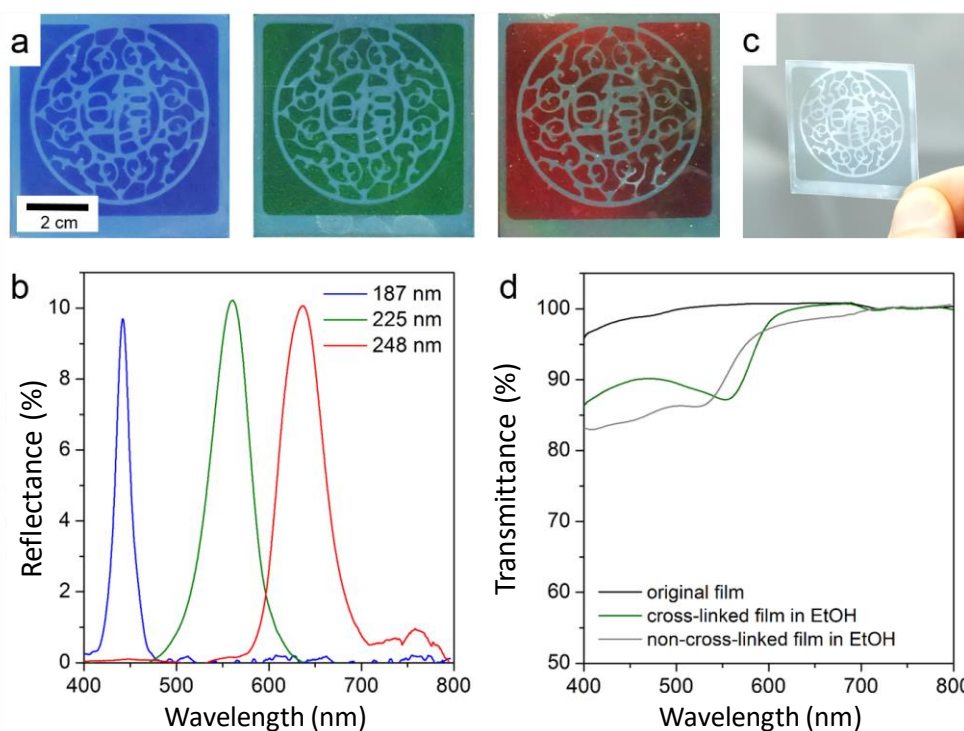 a
2 cm
c
b
Reflectance (%)
10
8
6
4
2
0
187 nm
225 nm
248 nm
400 500 600 700 800
Wavelength (nm)
d
Transmittance (%)
100
90
80
70
60
50
original film
cross-linked film in EtOH
non-cross-linked film in EtOH
400 500 600 700 800
Wavelength (nm)